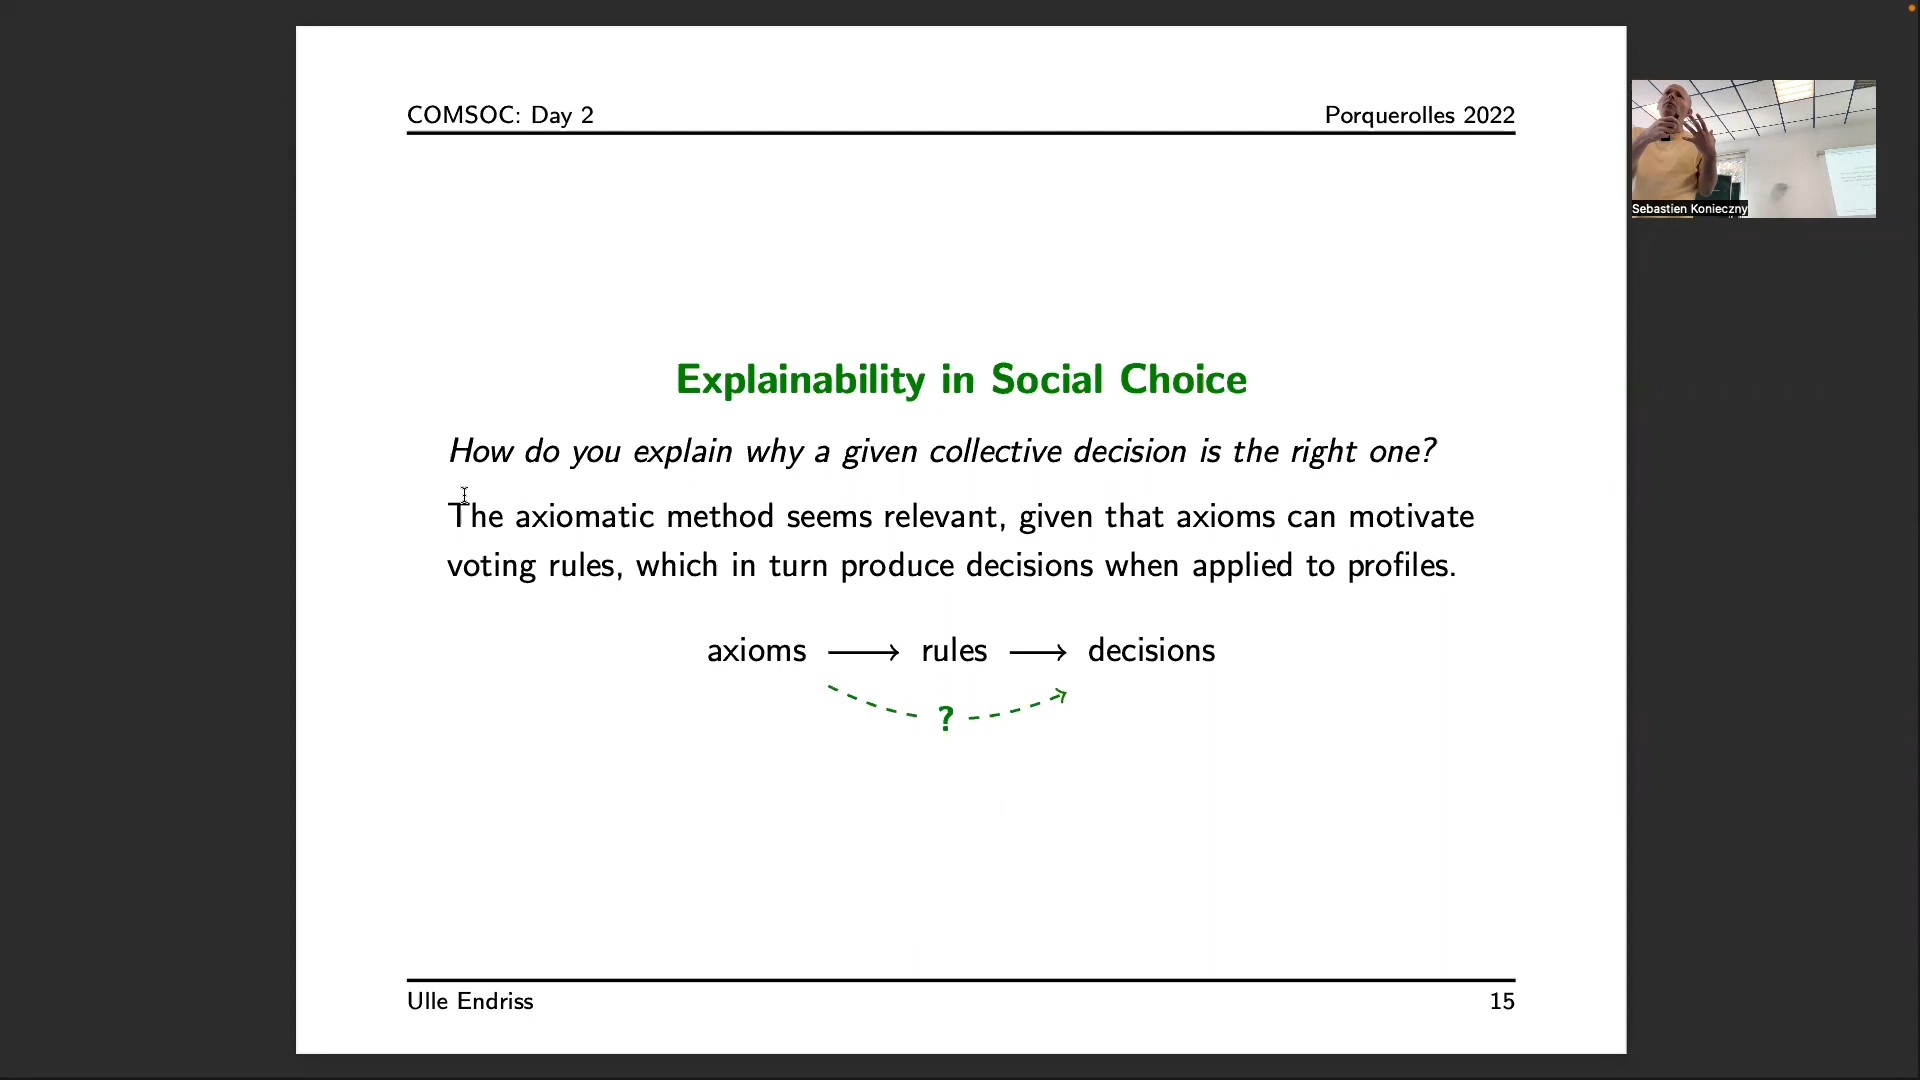 COMSOC: Day 2
Porquerolles 2022
Sebastien Konieczny
Explainability in Social Choice
How do you explain why a given collective decision is the right one?
The axiomatic method seems relevant, given that axioms can motivate
voting rules, which in turn produce decisions when applied to profiles.
axioms ⟶ rules ⟶ decisions
?
Ulle Endriss
15